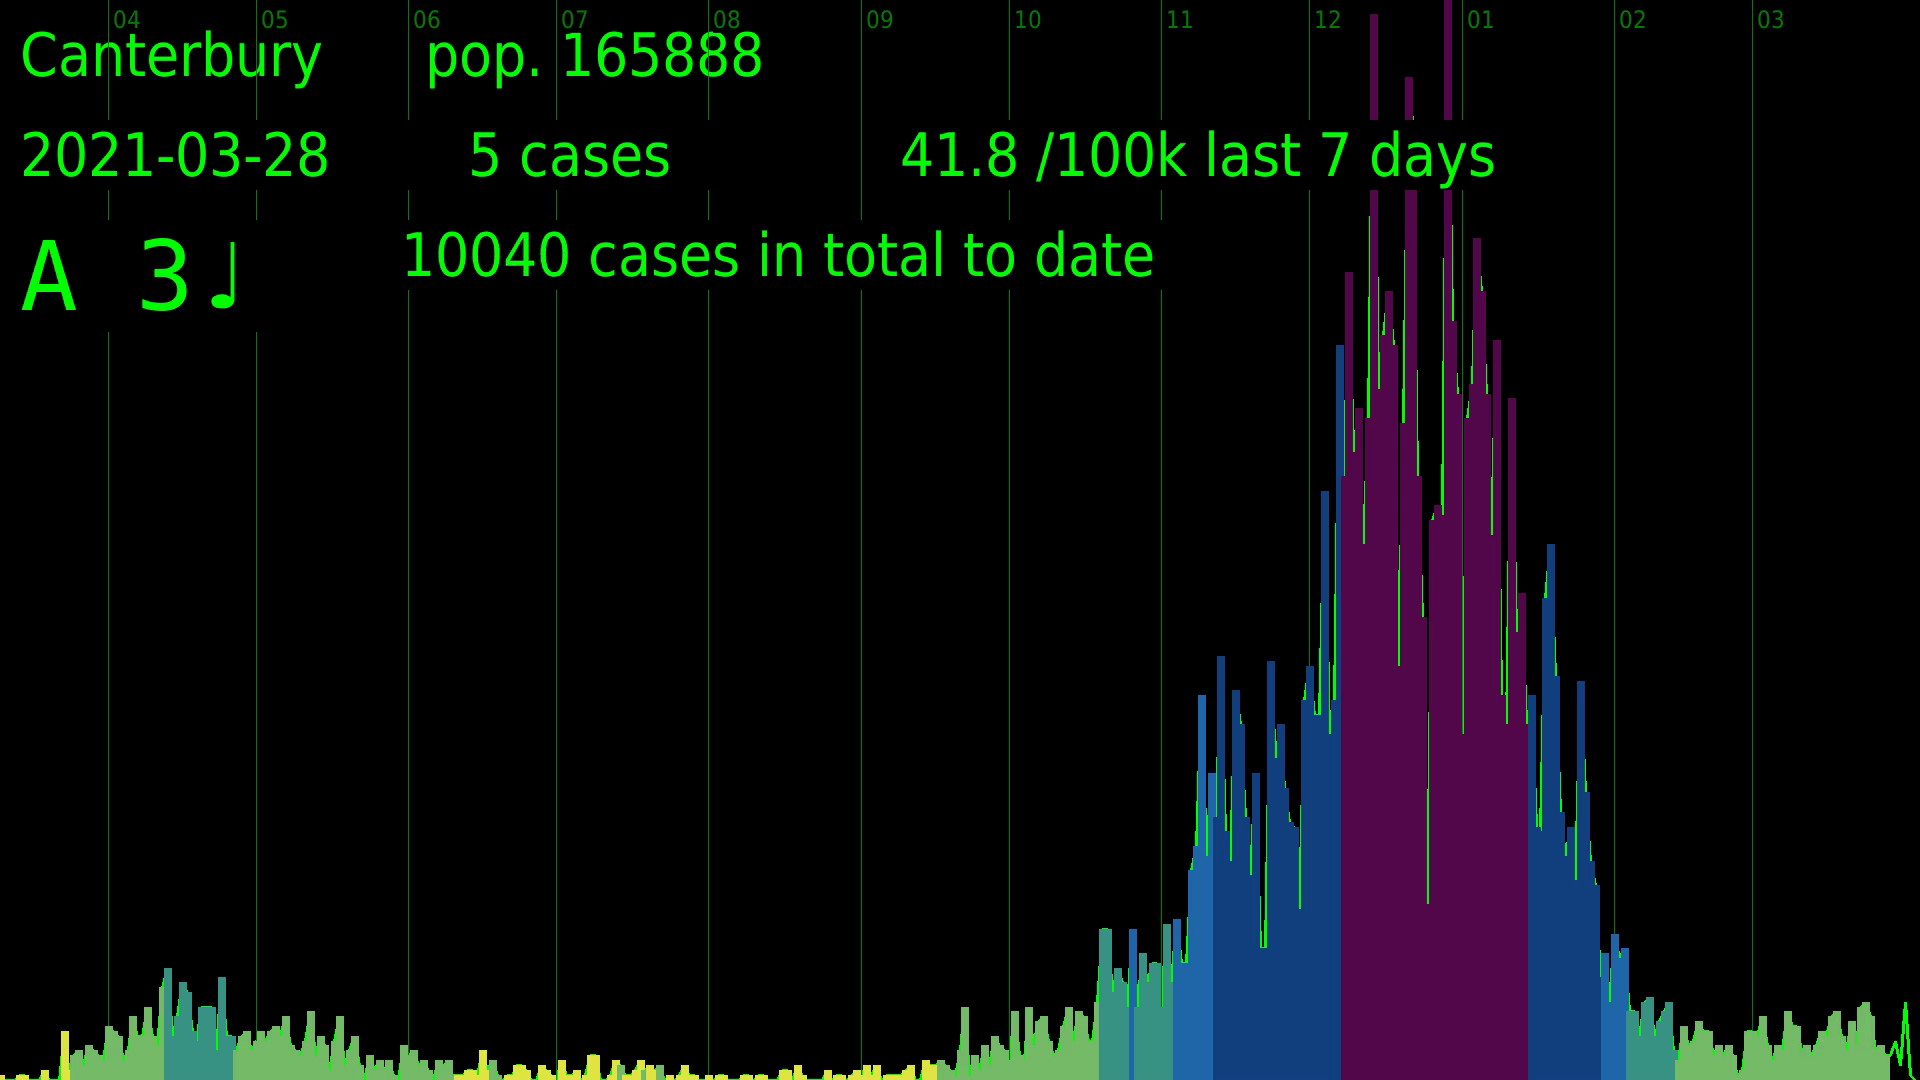 04 05 06 07 08 09 10 11 12 01 02 03
Canterbury pop. 165888
2021-03-28 5 cases 41.8 /100k last 7 days
A 3♩ 10040 cases in total to date